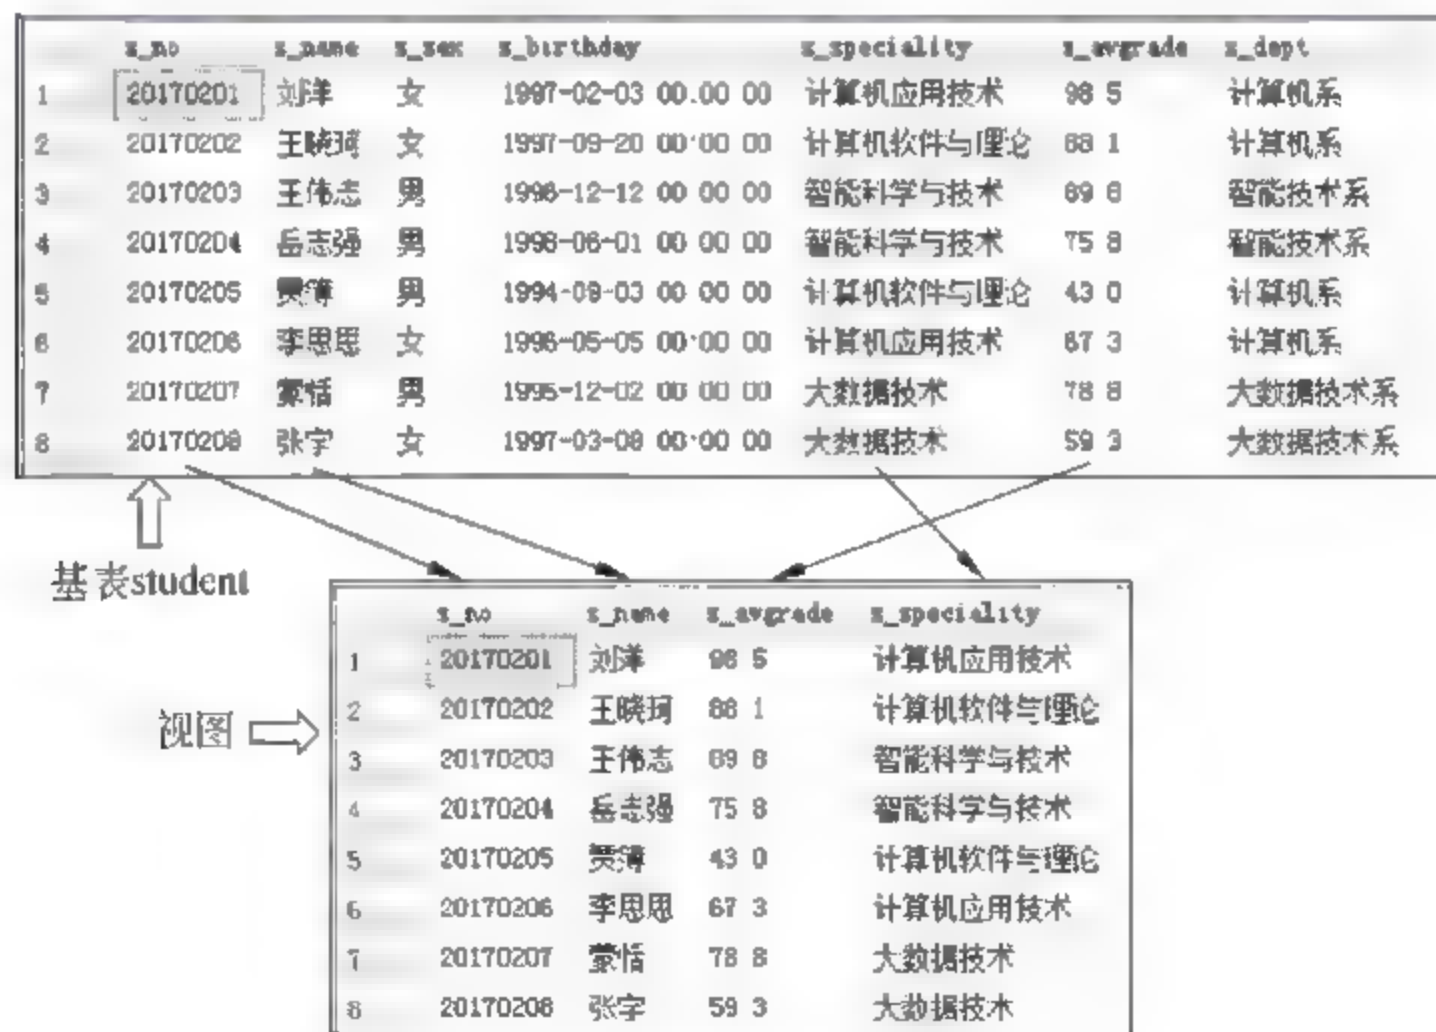 s_no s_name s_sex s_birthday s_speciality s_avgrade s_dept
1 20170201 刘洋 女 1997-02-03 00:00:00 计算机应用技术 98.5 计算机系
2 20170202 王晓珂 女 1997-09-20 00:00:00 计算机软件与理论 88.1 计算机系
3 20170203 王伟志 男 1996-12-12 00:00:00 智能科学与技术 89.8 智能技术系
4 20170204 岳志强 男 1998-06-01 00:00:00 智能科学与技术 75.8 智能技术系
5 20170205 贾簿 男 1994-09-03 00:00:00 计算机软件与理论 43.0 计算机系
6 20170206 李思思 女 1996-05-05 00:00:00 计算机应用技术 67.3 计算机系
7 20170207 蒙恬 男 1995-12-02 00:00:00 大数据技术 78.8 大数据技术系
8 20170208 张宇 女 1997-03-08 00:00:00 大数据技术 59.3 大数据技术系
基表student
s_no s_name s_avgrade s_speciality
1 20170201 刘洋 98.5 计算机应用技术
2 20170202 王晓珂 88.1 计算机软件与理论
视图
3 20170203 王伟志 89.8 智能科学与技术
4 20170204 岳志强 75.8 智能科学与技术
5 20170205 贾簿 43.0 计算机软件与理论
6 20170206 李思思 67.3 计算机应用技术
7 20170207 蒙恬 78.8 大数据技术
8 20170208 张宇 59.3 大数据技术